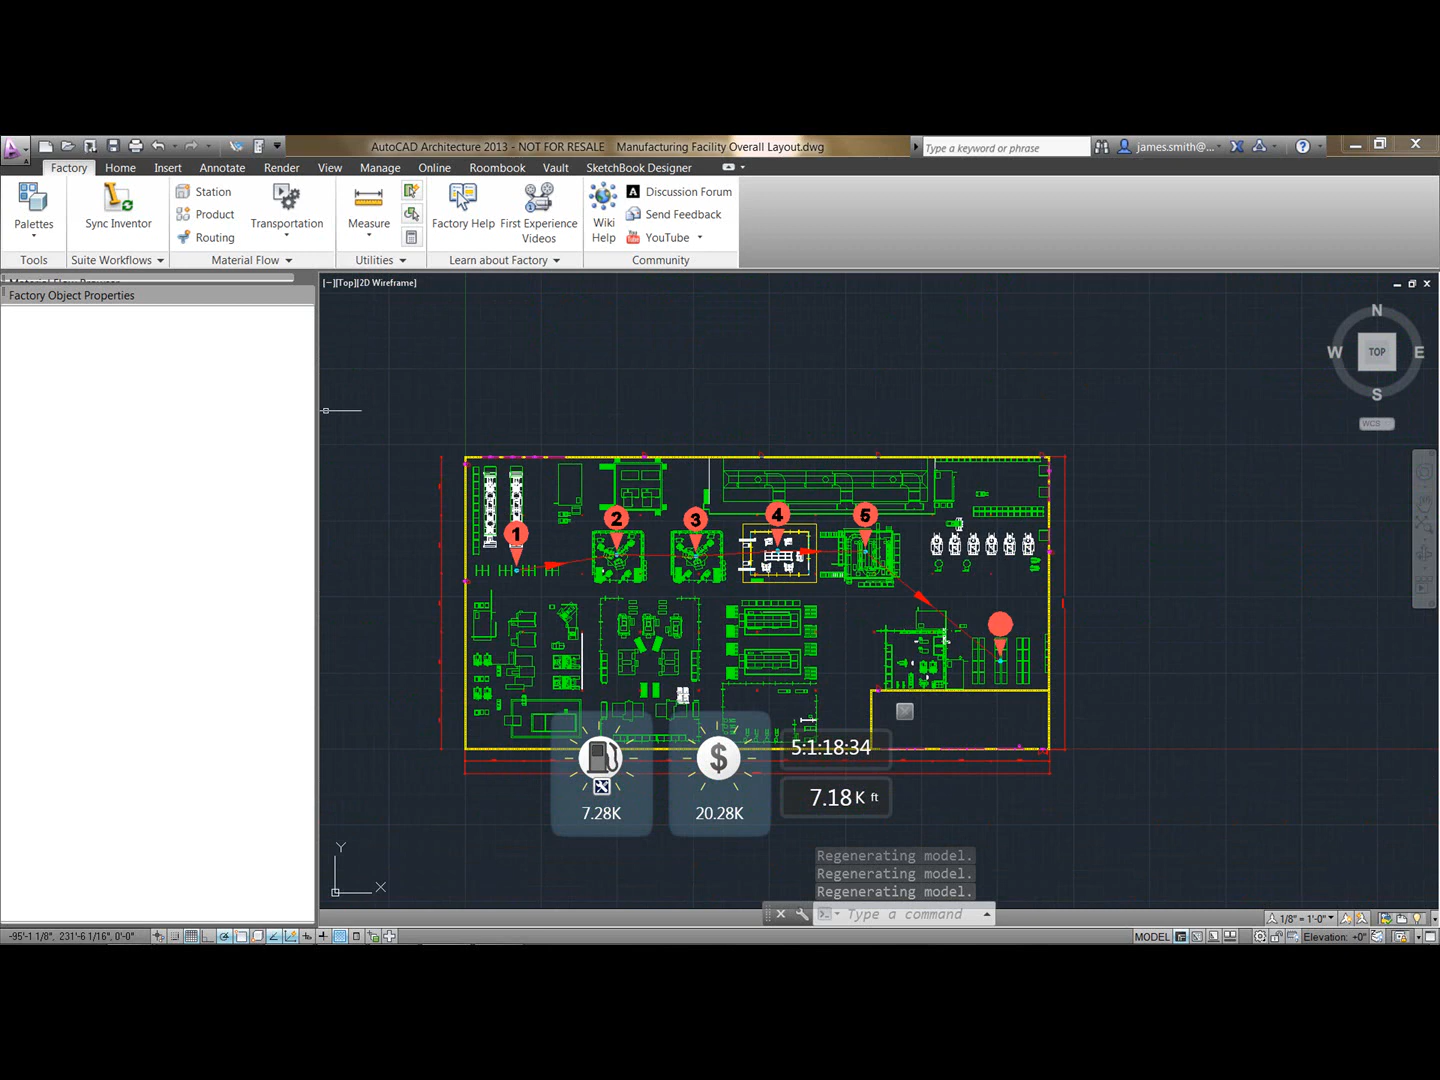 AutoCAD Architecture 2013 - NOT FOR RESALE Manufacturing Facility Overall Layout.dwg
Type a keyword or phrase
james.smith@...
Factory Home Insert Annotate Render View Manage Online Roombook Vault SketchBook Designer
Palettes
Sync Inventor
Station
Product
Routing
Transportation
Measure
Factory Help
First Experience
Videos
Wiki
Help
Discussion Forum
Send Feedback
YouTube
Tools Suite Workflows Material Flow Utilities Learn about Factory Community
Factory Object Properties
[−][Top][2D Wireframe]
N
W TOP E
S
WCS
1 2 3 4 5
5:1:18:34
7.18 K ft
7.28K
20.28K
Y
X
Regenerating model.
Regenerating model.
Regenerating model.
Type a command
1/8" = 1'-0"
-95'-1 1/8", 231'-6 1/16", 0'-0"
MODEL
Elevation: +0"